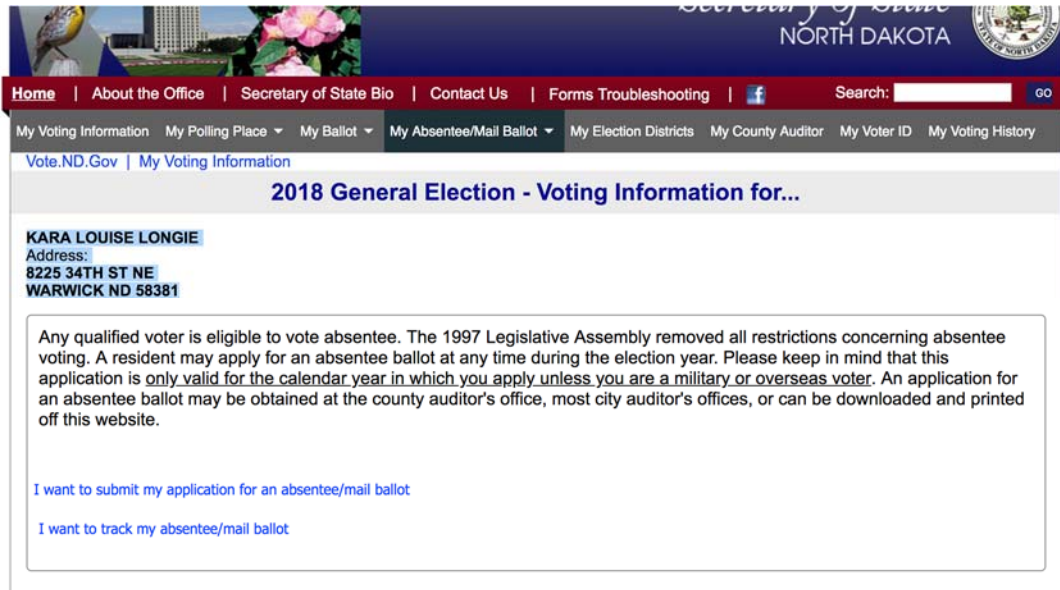 Secretary of State
NORTH DAKOTA
Home | About the Office | Secretary of State Bio | Contact Us | Forms Troubleshooting | f Search: GO
My Voting Information My Polling Place My Ballot My Absentee/Mail Ballot My Election Districts My County Auditor My Voter ID My Voting History
Vote.ND.Gov | My Voting Information
2018 General Election - Voting Information for...
KARA LOUISE LONGIE
Address:
8225 34TH ST NE
WARWICK ND 58381
Any qualified voter is eligible to vote absentee. The 1997 Legislative Assembly removed all restrictions concerning absentee
voting. A resident may apply for an absentee ballot at any time during the election year. Please keep in mind that this
application is only valid for the calendar year in which you apply unless you are a military or overseas voter. An application for
an absentee ballot may be obtained at the county auditor's office, most city auditor's offices, or can be downloaded and printed
off this website.
I want to submit my application for an absentee/mail ballot
I want to track my absentee/mail ballot